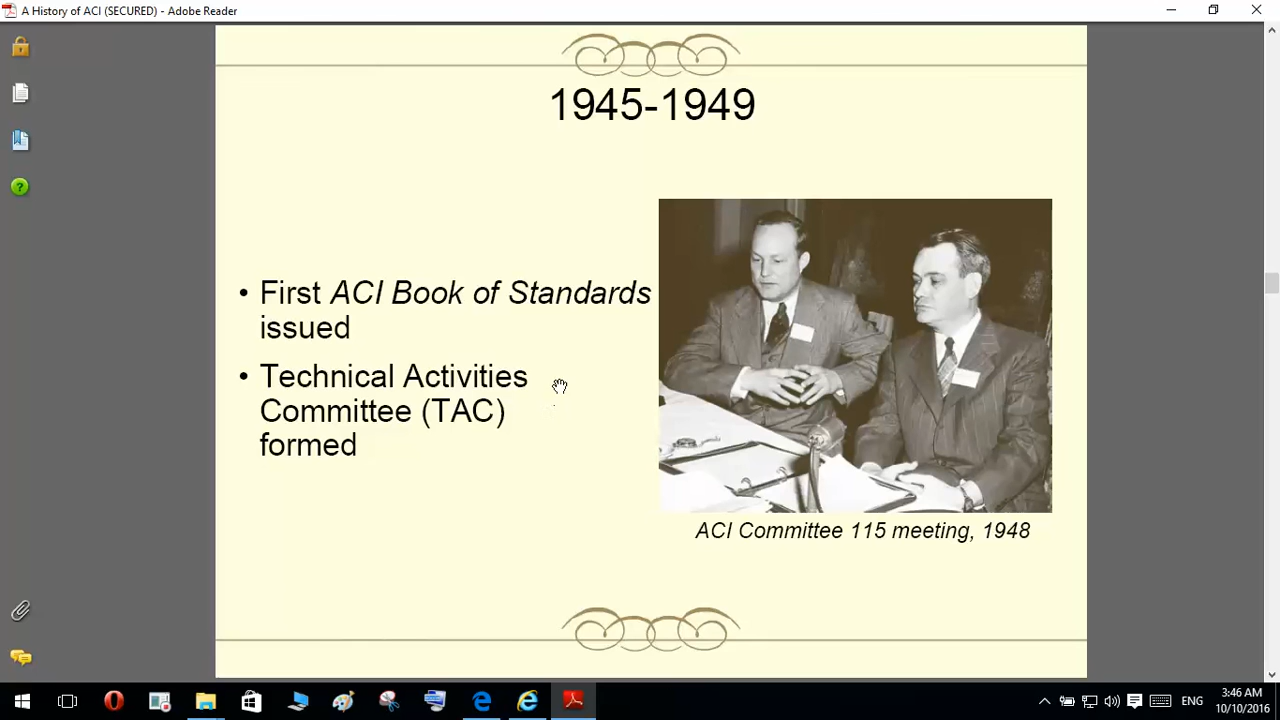 A History of ACI (SECURED) - Adobe Reader
1945-1949
• First ACI Book of Standards
issued
• Technical Activities
Committee (TAC)
formed
ACI Committee 115 meeting, 1948
ENG
3:46 AM
10/10/2016